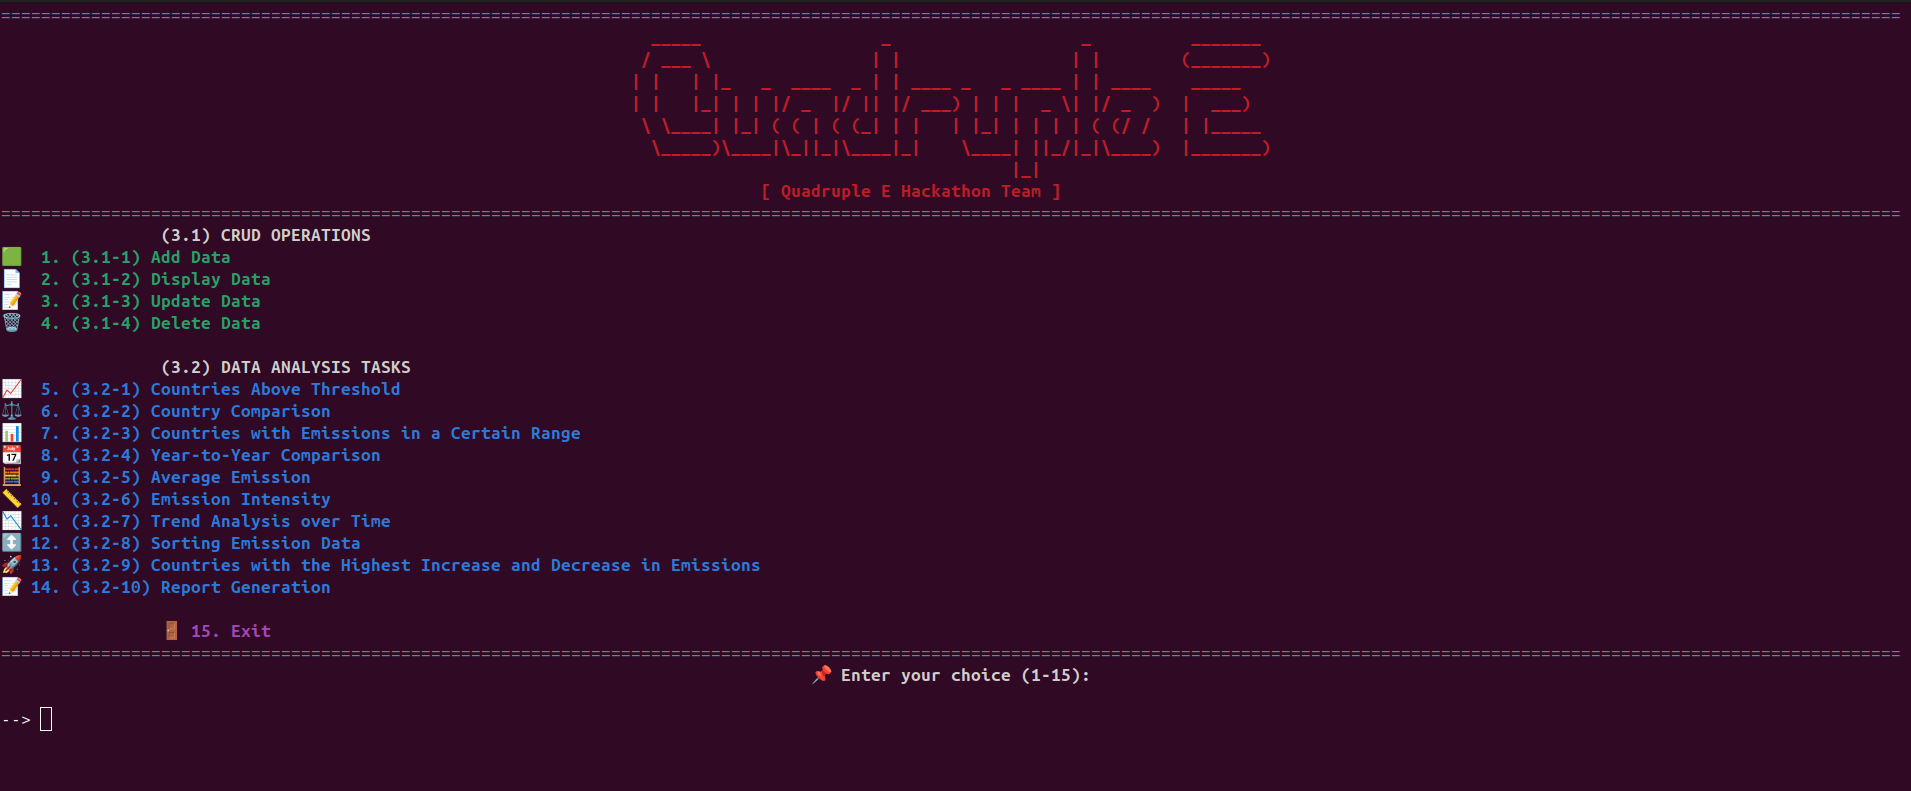 Quadruple E
[ Quadruple E Hackathon Team ]
(3.1) CRUD OPERATIONS
1. (3.1-1) Add Data
2. (3.1-2) Display Data
3. (3.1-3) Update Data
4. (3.1-4) Delete Data
(3.2) DATA ANALYSIS TASKS
5. (3.2-1) Countries Above Threshold
6. (3.2-2) Country Comparison
7. (3.2-3) Countries with Emissions in a Certain Range
8. (3.2-4) Year-to-Year Comparison
9. (3.2-5) Average Emission
10. (3.2-6) Emission Intensity
11. (3.2-7) Trend Analysis over Time
12. (3.2-8) Sorting Emission Data
13. (3.2-9) Countries with the Highest Increase and Decrease in Emissions
14. (3.2-10) Report Generation
15. Exit
Enter your choice (1-15):
-->